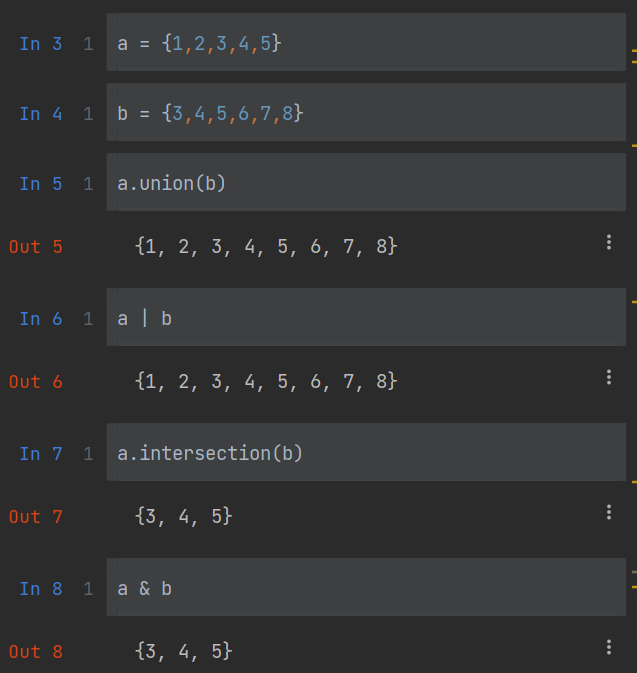 In 3 1 a = {1,2,3,4,5}
In 4 1 b = {3,4,5,6,7,8}
In 5 1 a.union(b)
Out 5 {1, 2, 3, 4, 5, 6, 7, 8}
In 6 1 a | b
Out 6 {1, 2, 3, 4, 5, 6, 7, 8}
In 7 1 a.intersection(b)
Out 7 {3, 4, 5}
In 8 1 a & b
Out 8 {3, 4, 5}